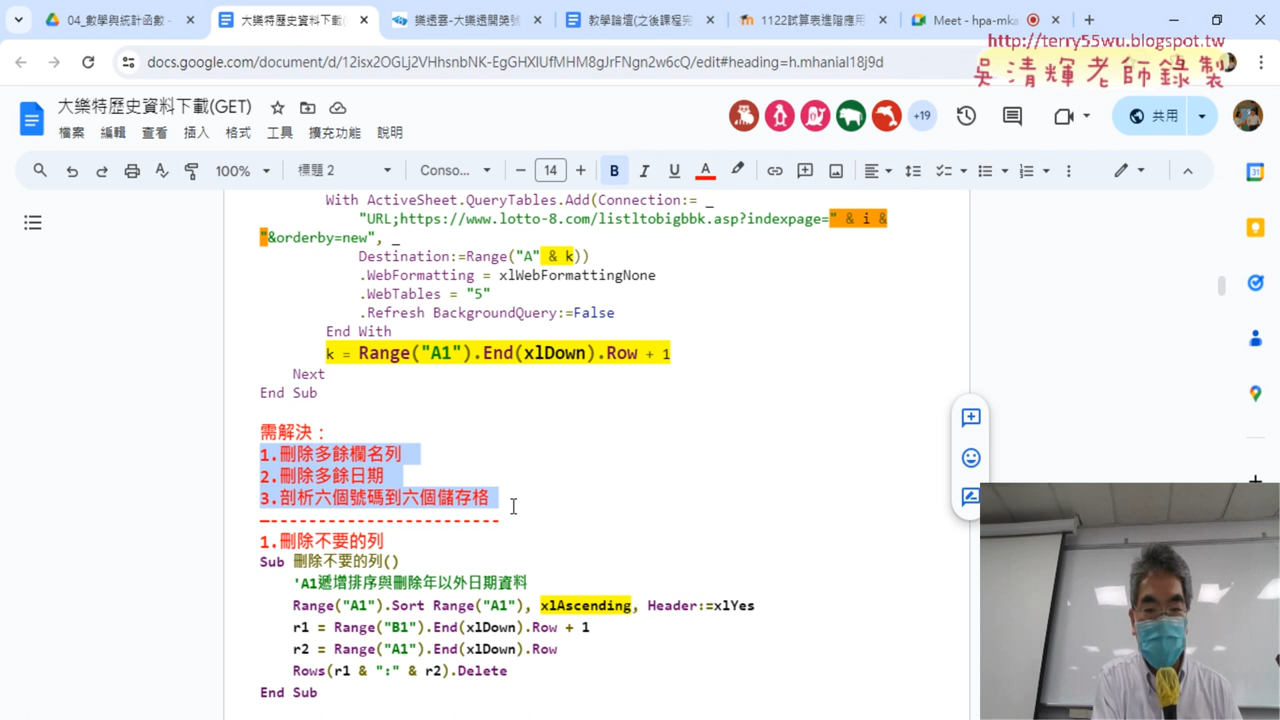 04_數學與統計函數 -
大樂特歷史資料下載(
樂透雲-大樂透開獎號
教學論壇(之後課程完
1122試算表進階應用
Meet - hpa-mka
http://terry55wu.blogspot.tw
docs.google.com/document/d/12isx2OGLj2VHhsnbNK-EgGHXlUfMHM8gJrFNgn2w6cQ/edit#heading=h.mhanial18j9d
吳清輝老師錄製
大樂特歷史資料下載(GET)
檔案 編輯 查看 插入 格式 工具 擴充功能 說明
+19
共用
100%
標題 2
Conso...
14
B I U A
With ActiveSheet.QueryTables.Add(Connection:= _
"URL;https://www.lotto-8.com/listltobigbbk.asp?indexpage=" & i &
"&orderby=new", _
Destination:=Range("A" & k))
.WebFormatting = xlWebFormattingNone
.WebTables = "5"
.Refresh BackgroundQuery:=False
End With
k = Range("A1").End(xlDown).Row + 1
Next
End Sub
需解決：
1.刪除多餘欄名列
2.刪除多餘日期
3.剖析六個號碼到六個儲存格
—-------------------------
1.刪除不要的列
Sub 刪除不要的列()
'A1遞增排序與刪除年以外日期資料
Range("A1").Sort Range("A1"), xlAscending, Header:=xlYes
r1 = Range("B1").End(xlDown).Row + 1
r2 = Range("A1").End(xlDown).Row
Rows(r1 & ":" & r2).Delete
End Sub